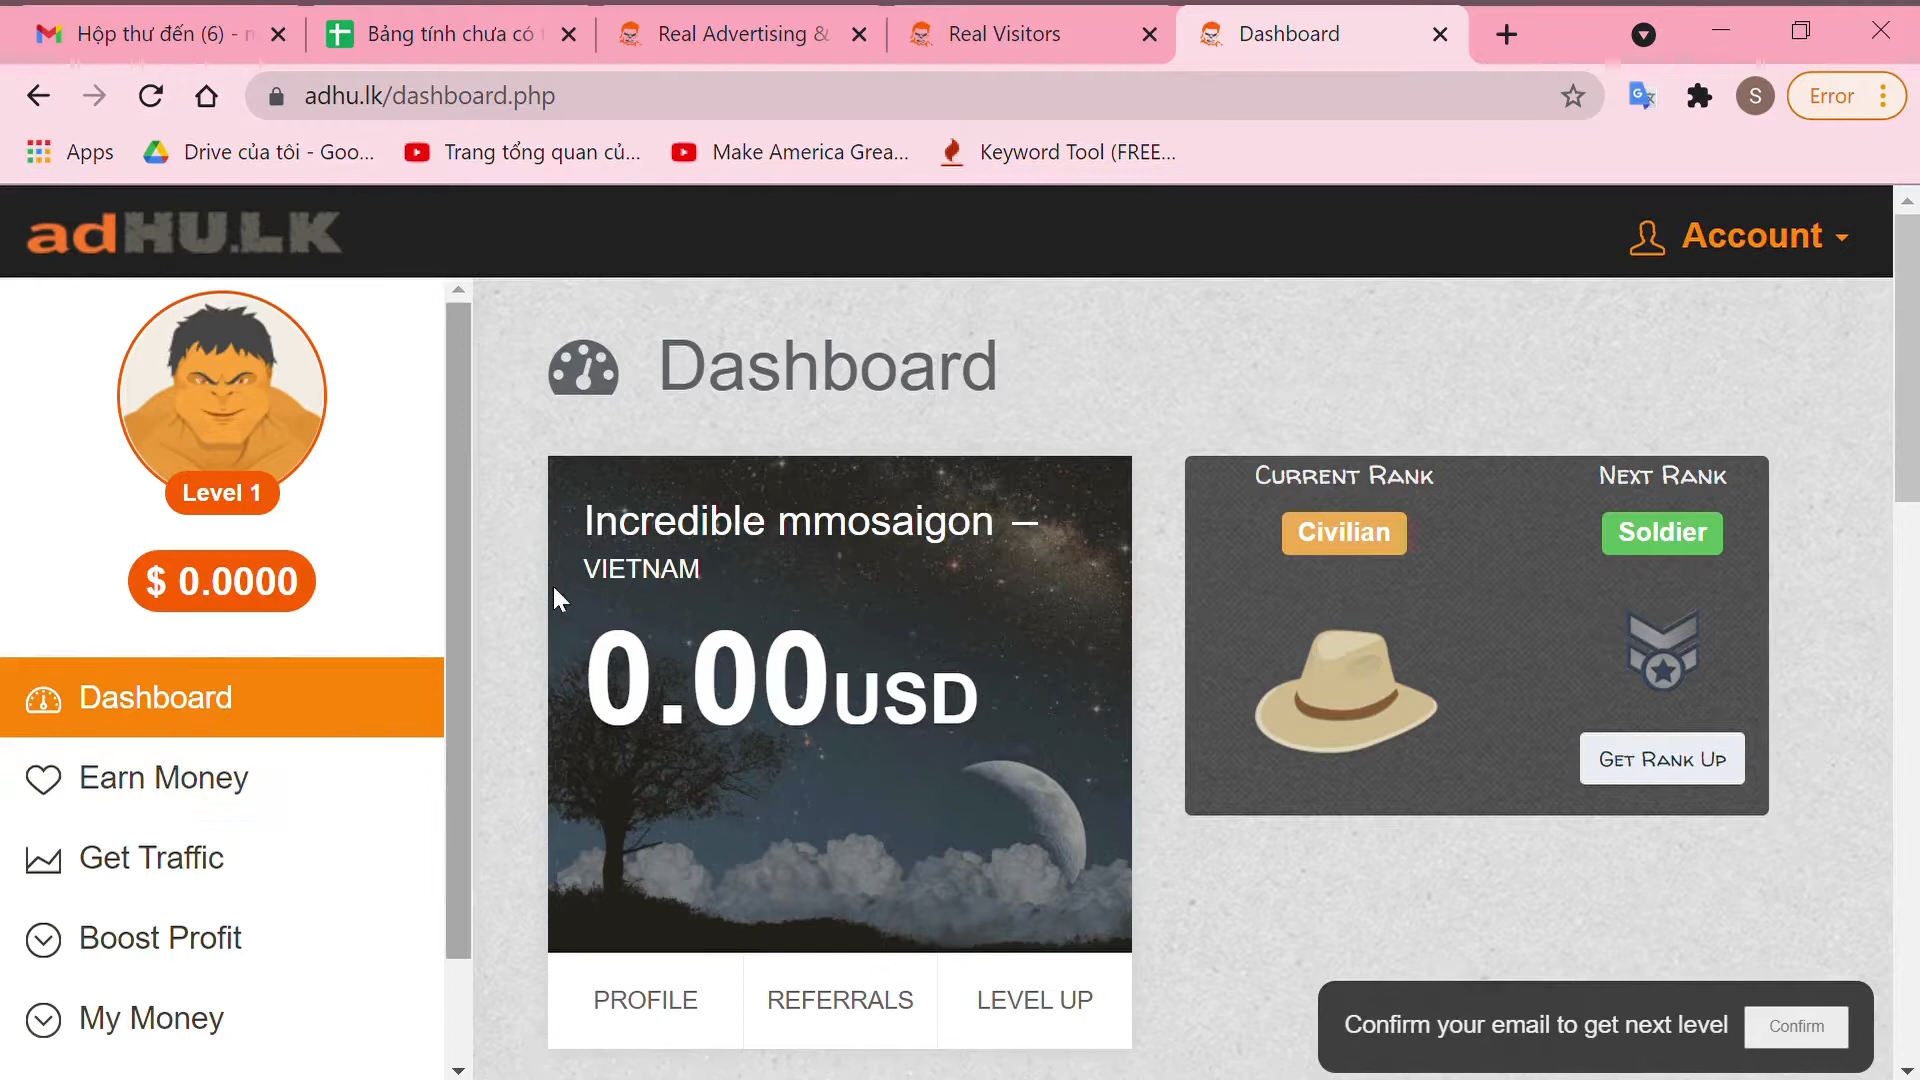 Hộp thư đến (6) -
Bảng tính chưa có
Real Advertising &
Real Visitors
Dashboard
adhu.lk/dashboard.php
S
Error
Apps
Drive của tôi - Goo...
Trang tổng quan củ...
Make America Grea...
Keyword Tool (FREE...
adHU.LK
Account
Level 1
$ 0.0000
Dashboard
Earn Money
Get Traffic
Boost Profit
My Money
Dashboard
Incredible mmosaigon —
VIETNAM
0.00USD
PROFILE
REFERRALS
LEVEL UP
Current Rank
Next Rank
Civilian
Soldier
Get Rank Up
Confirm your email to get next level
Confirm